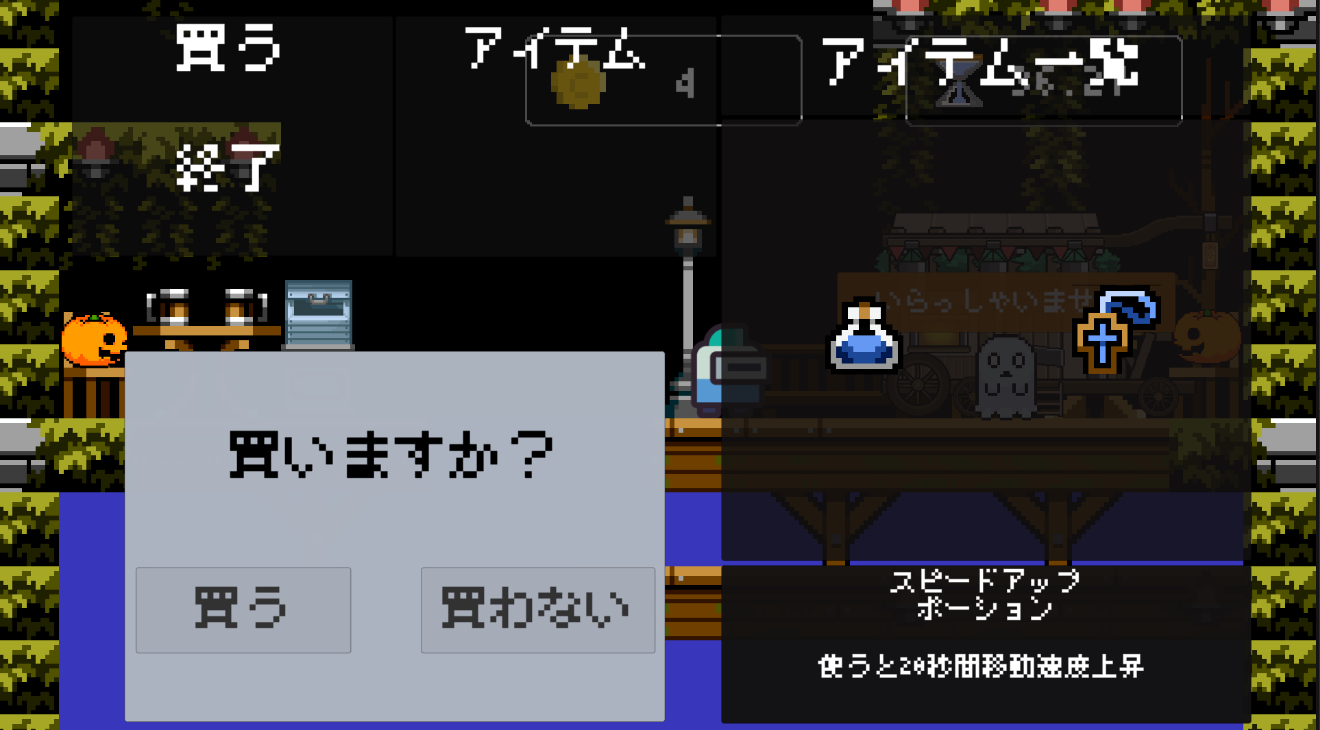 買う
アイテム
アイテム一覧
4
終了
いらっしゃいませ
買いますか？
買う
買わない
スピードアップ
ポーション
使うと20秒間移動速度上昇